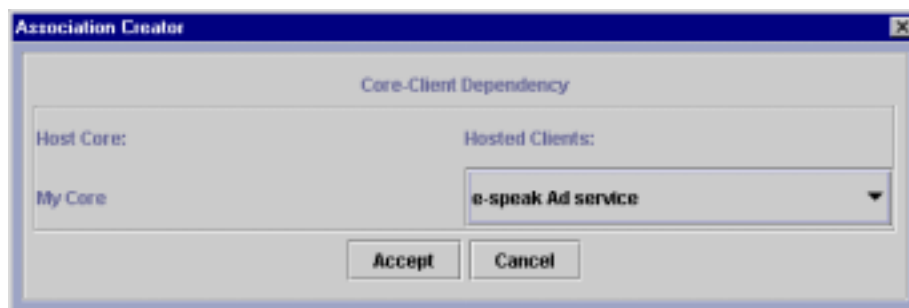 Association Creator
Core-Client Dependency
Host Core: Hosted Clients:
My Core e-speak Ad service
Accept Cancel